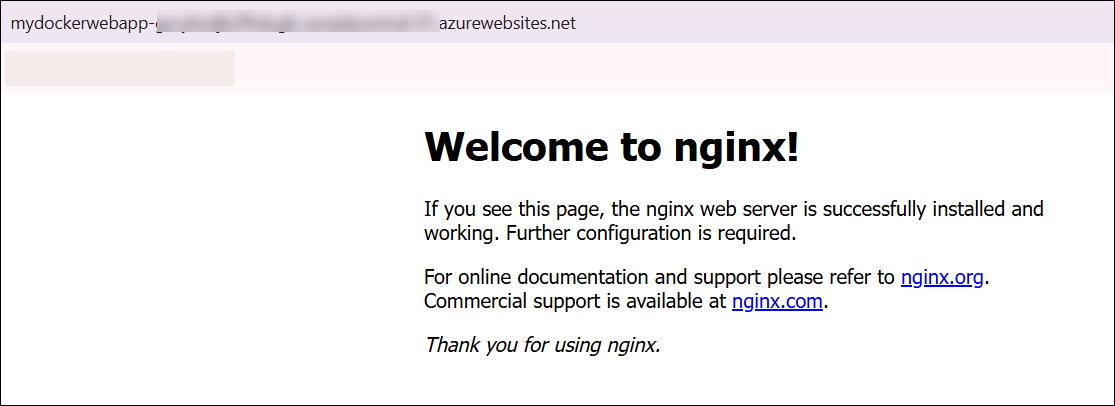 mydockerwebapp- azurewebsites.net
Welcome to nginx!
If you see this page, the nginx web server is successfully installed and
working. Further configuration is required.
For online documentation and support please refer to nginx.org.
Commercial support is available at nginx.com.
Thank you for using nginx.